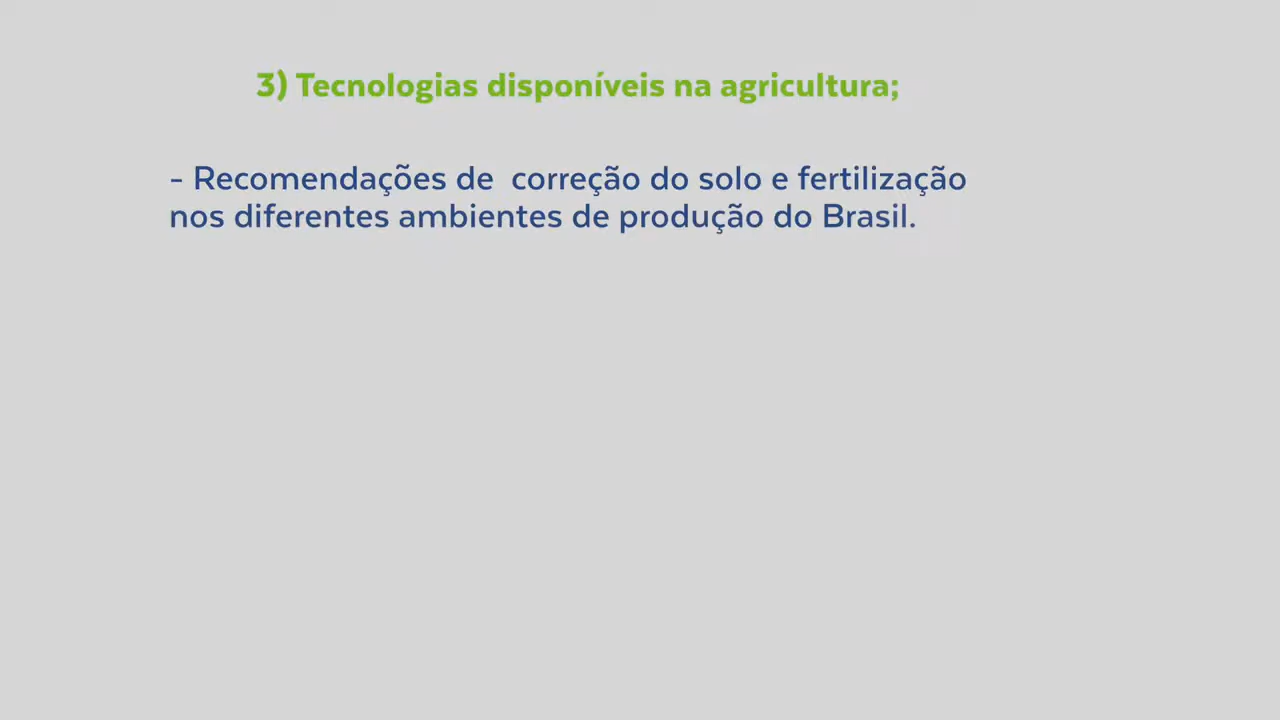 3) Tecnologias disponíveis na agricultura;
- Recomendações de  correção do solo e fertilização
nos diferentes ambientes de produção do Brasil.